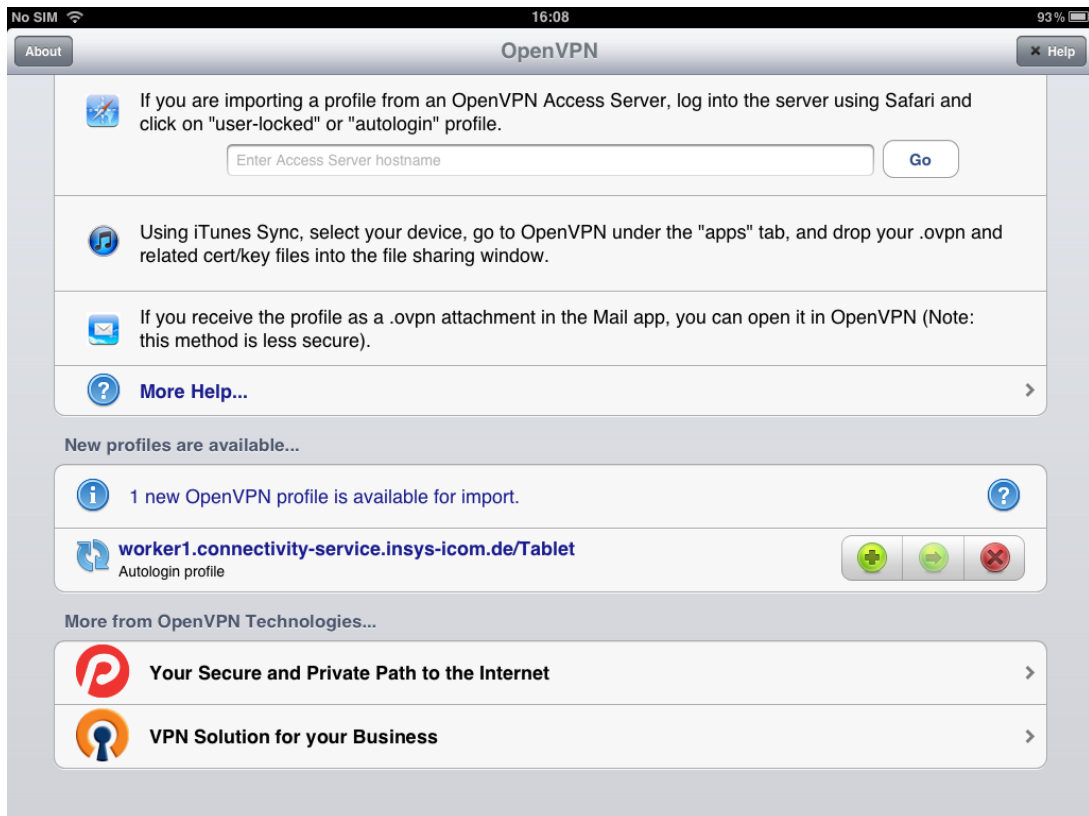 No SIM 16:08 93%
About OpenVPN × Help
If you are importing a profile from an OpenVPN Access Server, log into the server using Safari and
click on "user-locked" or "autologin" profile.
Enter Access Server hostname Go
Using iTunes Sync, select your device, go to OpenVPN under the "apps" tab, and drop your .ovpn and
related cert/key files into the file sharing window.
If you receive the profile as a .ovpn attachment in the Mail app, you can open it in OpenVPN (Note:
this method is less secure).
More Help...
New profiles are available...
1 new OpenVPN profile is available for import.
worker1.connectivity-service.insys-icom.de/Tablet
Autologin profile
More from OpenVPN Technologies...
Your Secure and Private Path to the Internet
VPN Solution for your Business